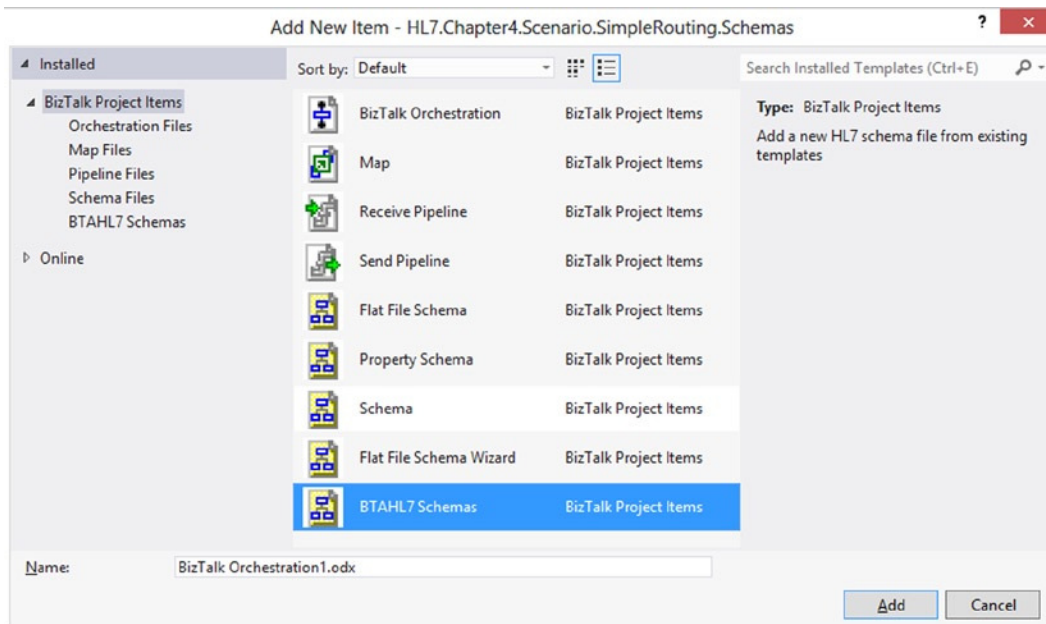 Add New Item - HL7.Chapter4.Scenario.SimpleRouting.Schemas
Installed
BizTalk Project Items
Orchestration Files
Map Files
Pipeline Files
Schema Files
BTAHL7 Schemas
Online
Sort by: Default
BizTalk Orchestration BizTalk Project Items
Map BizTalk Project Items
Receive Pipeline BizTalk Project Items
Send Pipeline BizTalk Project Items
Flat File Schema BizTalk Project Items
Property Schema BizTalk Project Items
Schema BizTalk Project Items
Flat File Schema Wizard BizTalk Project Items
BTAHL7 Schemas BizTalk Project Items
Search Installed Templates (Ctrl+E)
Type: BizTalk Project Items
Add a new HL7 schema file from existing
templates
Name: BizTalk Orchestration1.odx
Add Cancel